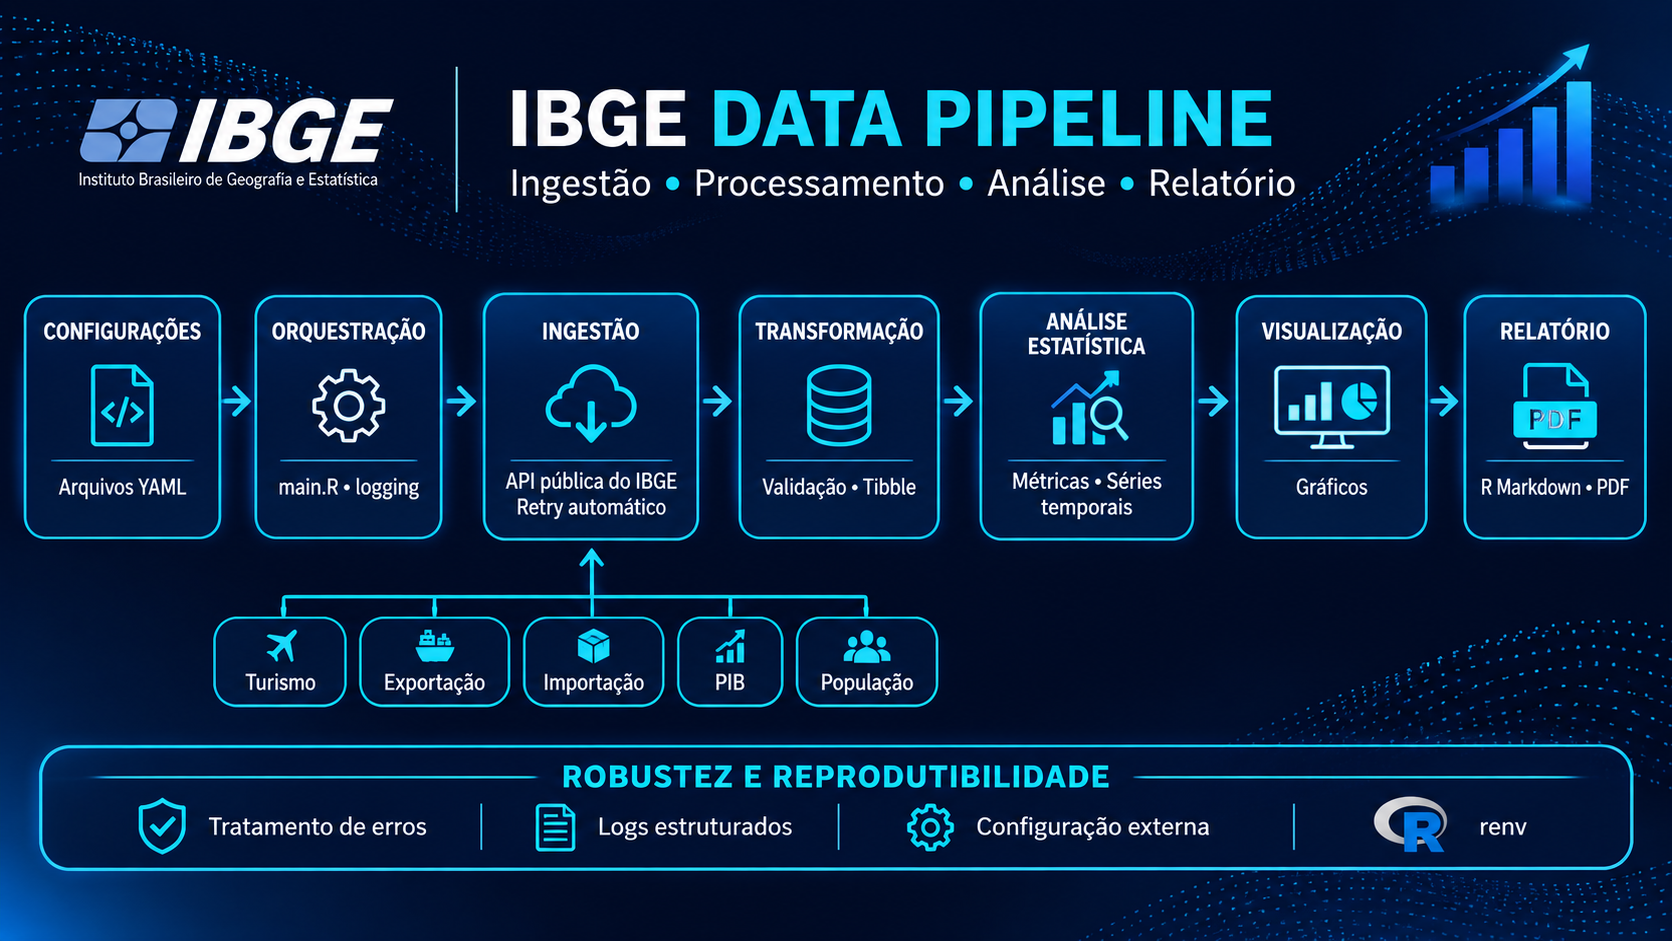 IBGE
Instituto Brasileiro de Geografia e Estatística
IBGE DATA PIPELINE
Ingestão • Processamento • Análise • Relatório
CONFIGURAÇÕES
</>
Arquivos YAML
ORQUESTRAÇÃO
main.R • logging
INGESTÃO
API pública do IBGE
Retry automático
TRANSFORMAÇÃO
Validação • Tibble
ANÁLISE
ESTATÍSTICA
Métricas • Séries
temporais
VISUALIZAÇÃO
Gráficos
RELATÓRIO
PDF
R Markdown • PDF
Turismo
Exportação
Importação
PIB
População
ROBUSTEZ E REPRODUTIBILIDADE
Tratamento de erros
Logs estruturados
Configuração externa
R
renv